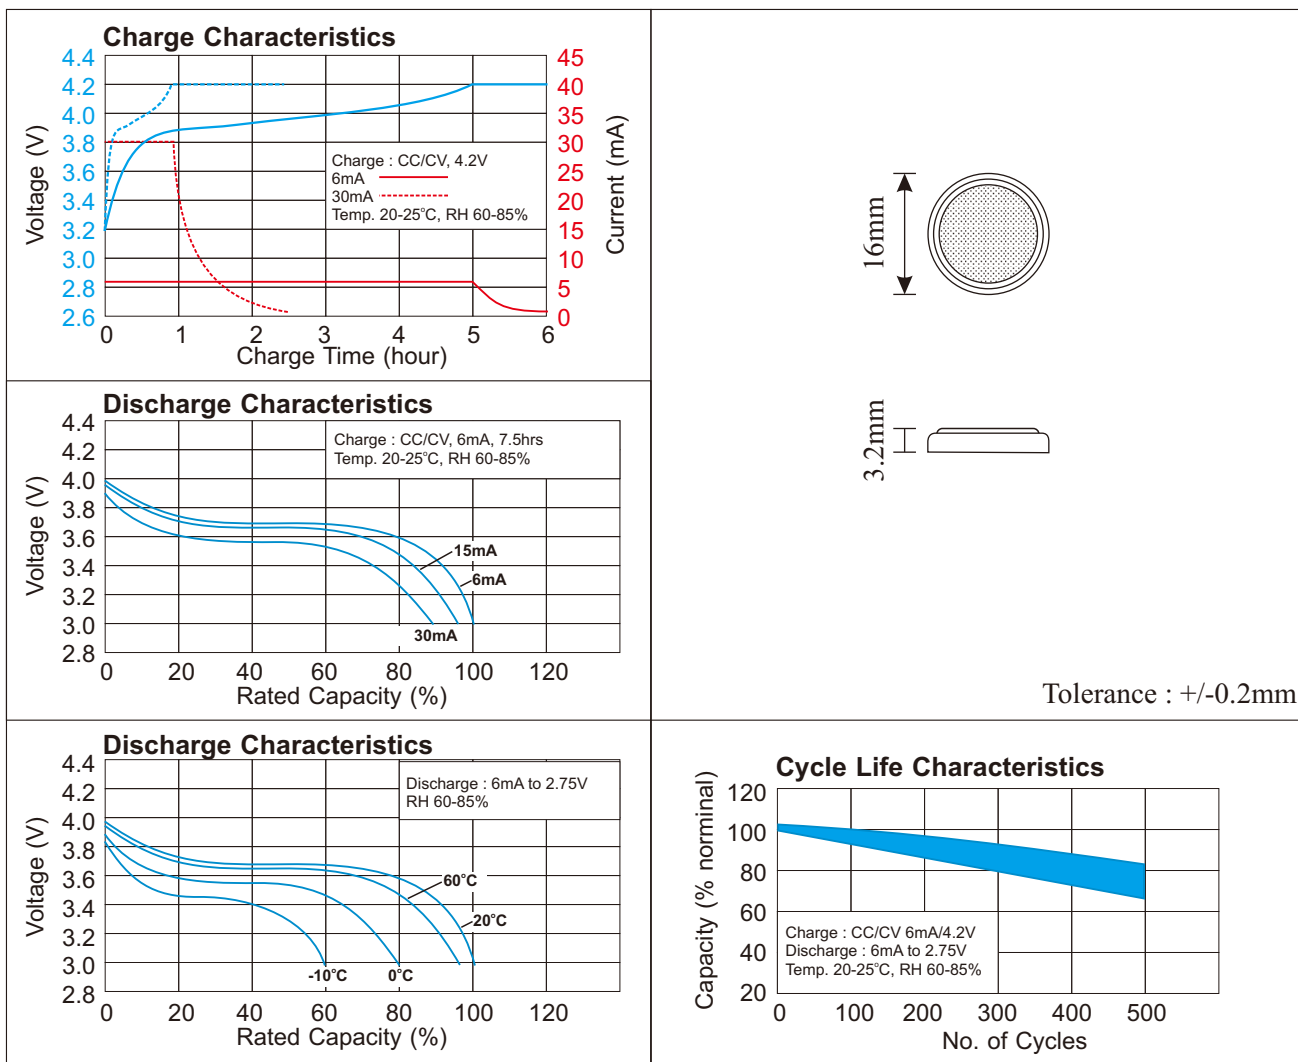 Charge Characteristics
4.4
4.2
4.0
3.8
3.6
3.4
3.2
3.0
2.8
2.6
Voltage (V)
45
40
35
30
25
20
15
10
5
0
Current (mA)
Charge : CC/CV, 4.2V
6mA
30mA
Temp. 20-25°C, RH 60-85%
0 1 2 3 4 5 6
Charge Time (hour)
16mm
3.2mm
Tolerance : +/-0.2mm
Discharge Characteristics
4.4
4.2
4.0
3.8
3.6
3.4
3.2
3.0
2.8
Voltage (V)
Charge : CC/CV, 6mA, 7.5hrs
Temp. 20-25°C, RH 60-85%
15mA
6mA
30mA
0 20 40 60 80 100 120
Rated Capacity (%)
Discharge Characteristics
4.4
4.2
4.0
3.8
3.6
3.4
3.2
3.0
2.8
Voltage (V)
Discharge : 6mA to 2.75V
RH 60-85%
60°C
20°C
-10°C 0°C
0 20 40 60 80 100 120
Rated Capacity (%)
Cycle Life Characteristics
120
100
80
60
40
20
Capacity (% norminal)
Charge : CC/CV 6mA/4.2V
Discharge : 6mA to 2.75V
Temp. 20-25°C, RH 60-85%
0 100 200 300 400 500
No. of Cycles